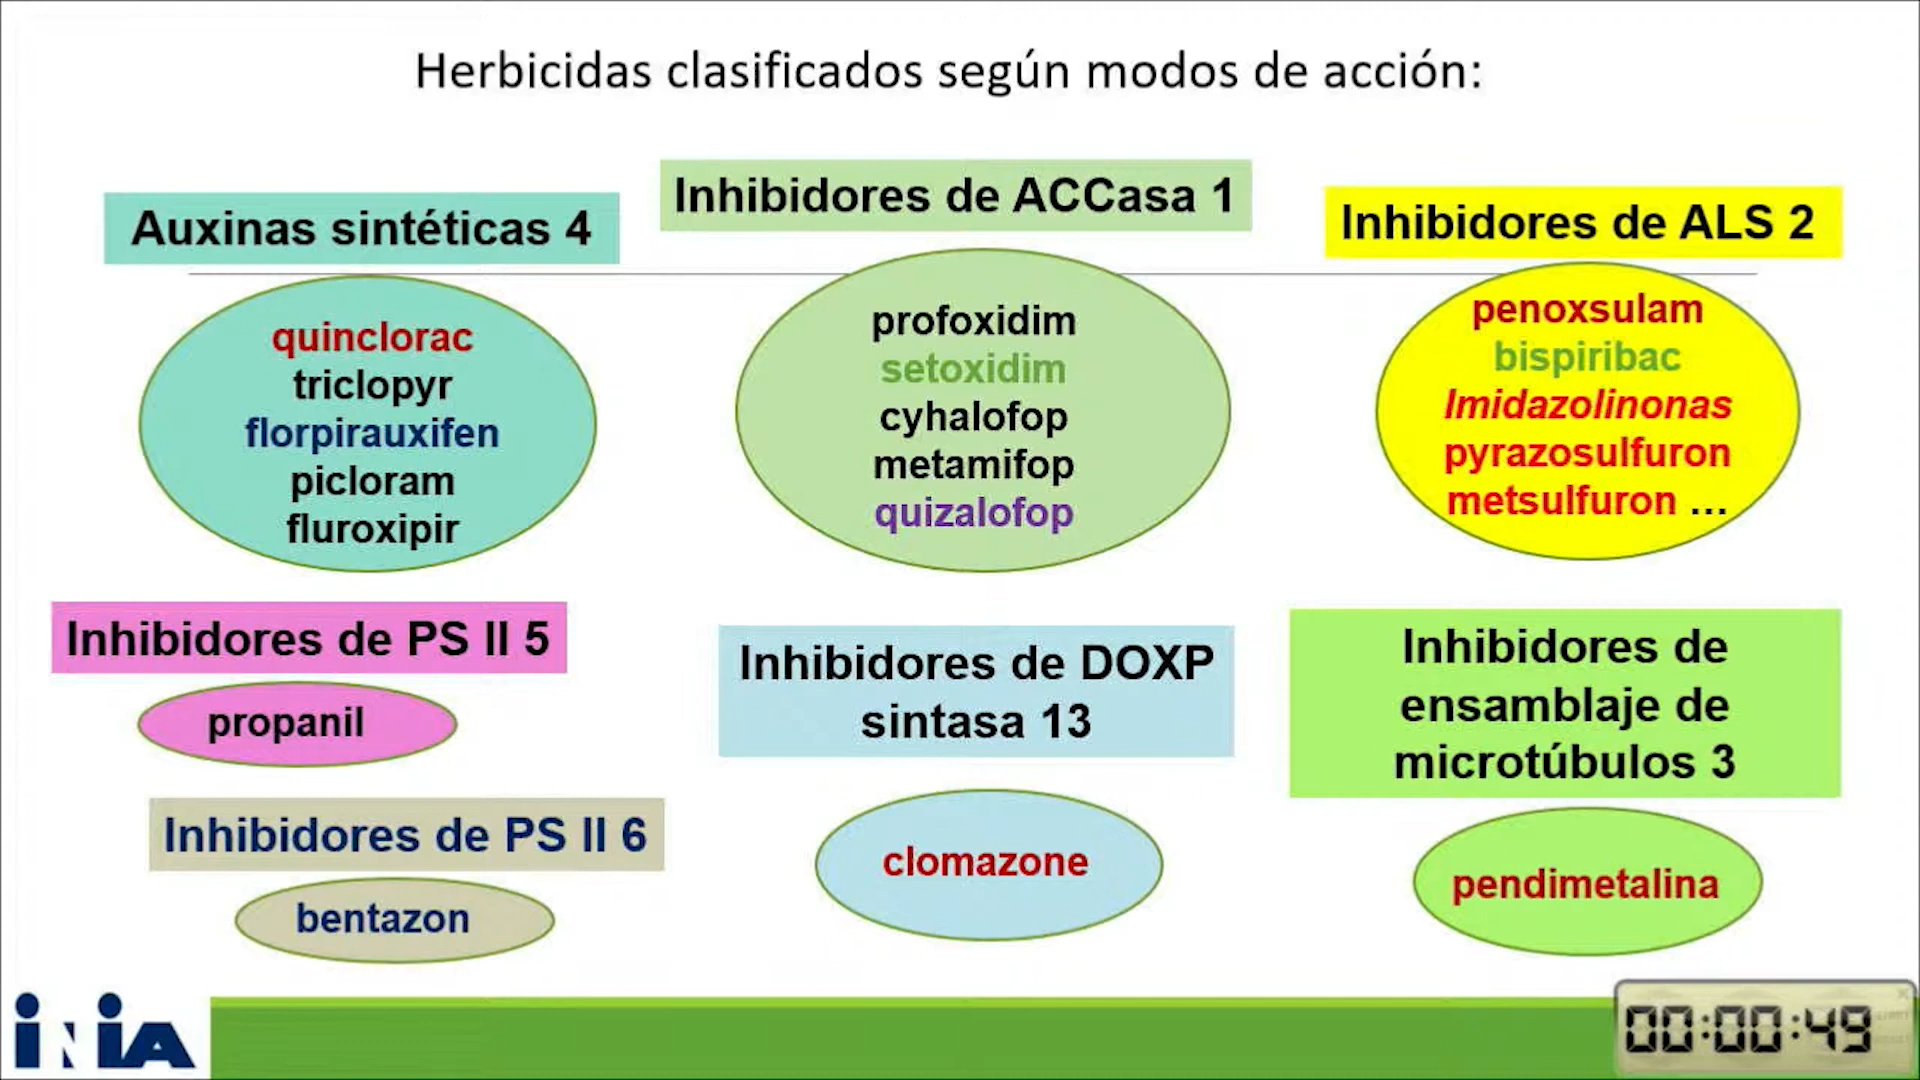 Herbicidas clasificados según modos de acción:
Auxinas sintéticas 4
quinclorac
triclopyr
florpirauxifen
picloram
fluroxipir
Inhibidores de ACCasa 1
profoxidim
setoxidim
cyhalofop
metamifop
quizalofop
Inhibidores de ALS 2
penoxsulam
bispiribac
Imidazolinonas
pyrazosulfuron
metsulfuron ...
Inhibidores de PS II 5
propanil
Inhibidores de PS II 6
bentazon
Inhibidores de DOXP
sintasa 13
clomazone
Inhibidores de
ensamblaje de
microtúbulos 3
pendimetalina
iNiA
00:00:49